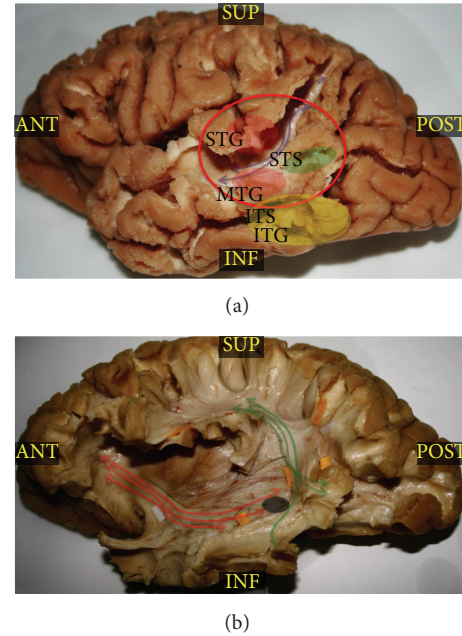 SUP
ANT
POST
STG
STS
MTG
ITS
ITG
INF
(a)
SUP
ANT
POST
INF
(b)